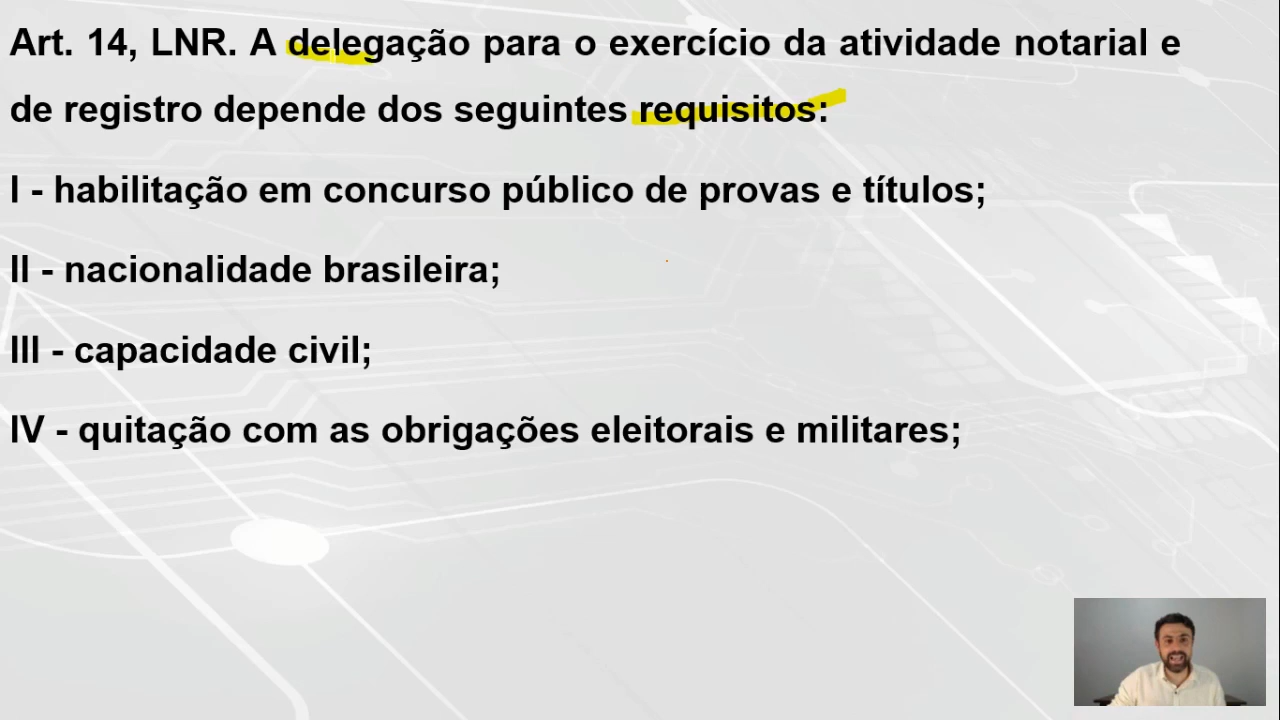 Art. 14, LNR. A delegação para o exercício da atividade notarial e
de registro depende dos seguintes requisitos:
I - habilitação em concurso público de provas e títulos;
II - nacionalidade brasileira;
III - capacidade civil;
IV - quitação com as obrigações eleitorais e militares;